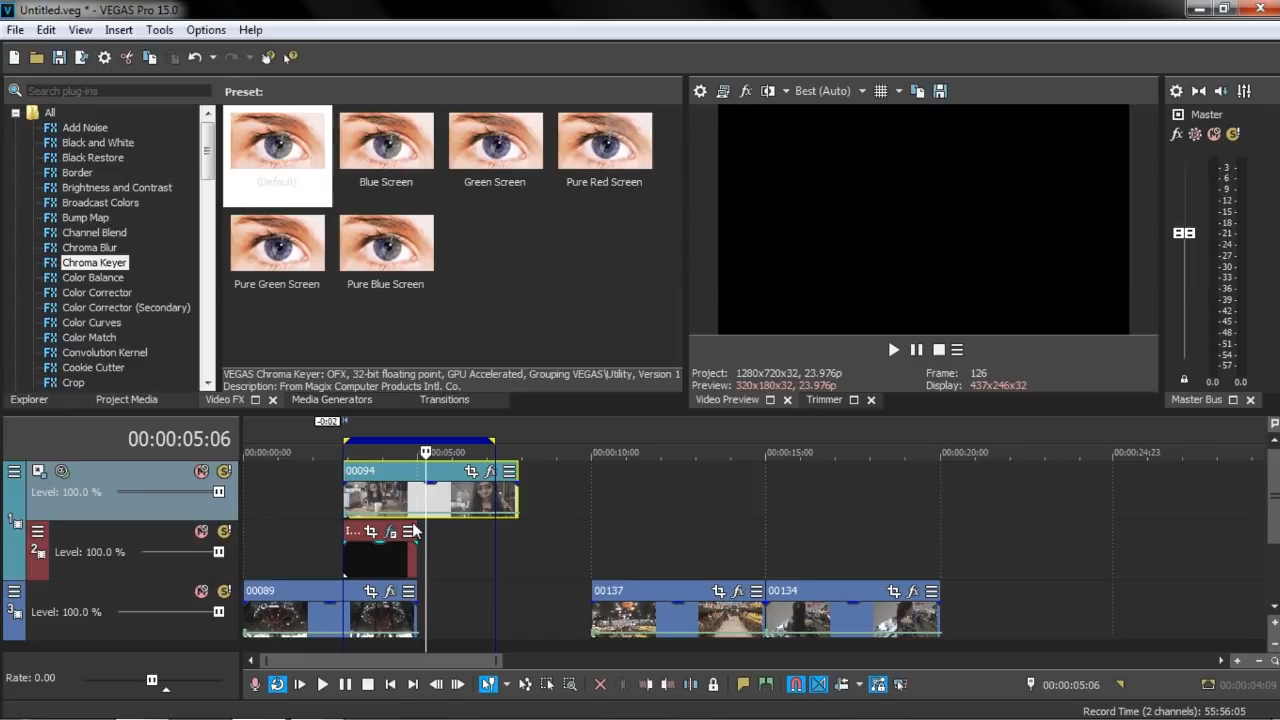 Untitled.veg * - VEGAS Pro 15.0
File Edit View Insert Tools Options Help
Search plug-ins
All
Add Noise
Black and White
Black Restore
Border
Brightness and Contrast
Broadcast Colors
Bump Map
Channel Blend
Chroma Blur
Chroma Keyer
Color Balance
Color Corrector
Color Corrector (Secondary)
Color Curves
Color Match
Convolution Kernel
Cookie Cutter
Crop
Preset:
(Default)
Blue Screen
Green Screen
Pure Red Screen
Pure Green Screen
Pure Blue Screen
VEGAS Chroma Keyer: OFX, 32-bit floating point, GPU Accelerated, Grouping VEGAS\Utility, Version 1
Description: From Magix Computer Products Intl. Co.
Explorer Project Media Video FX Media Generators Transitions
Best (Auto)
Project: 1280x720x32, 23.976p
Preview: 320x180x32, 23.976p
Frame: 126
Display: 437x246x32
Video Preview Trimmer
Master
-3
-6
-9
-12
-15
-18
-21
-24
-27
-30
-33
-36
-39
-42
-45
-48
-51
-54
-57
0.0 0.0
Master Bus
00:00:05:06
-0:02
00:00:00:00 00:00:05:00 00:00:10:00 00:00:15:00 00:00:20:00 00:00:24:23
1
Level: 100.0 %
00094
2
Level: 100.0 %
I...
3
Level: 100.0 %
00089
00137
00134
Rate: 0.00
00:00:05:06
00:00:04:09
Record Time (2 channels): 55:56:05